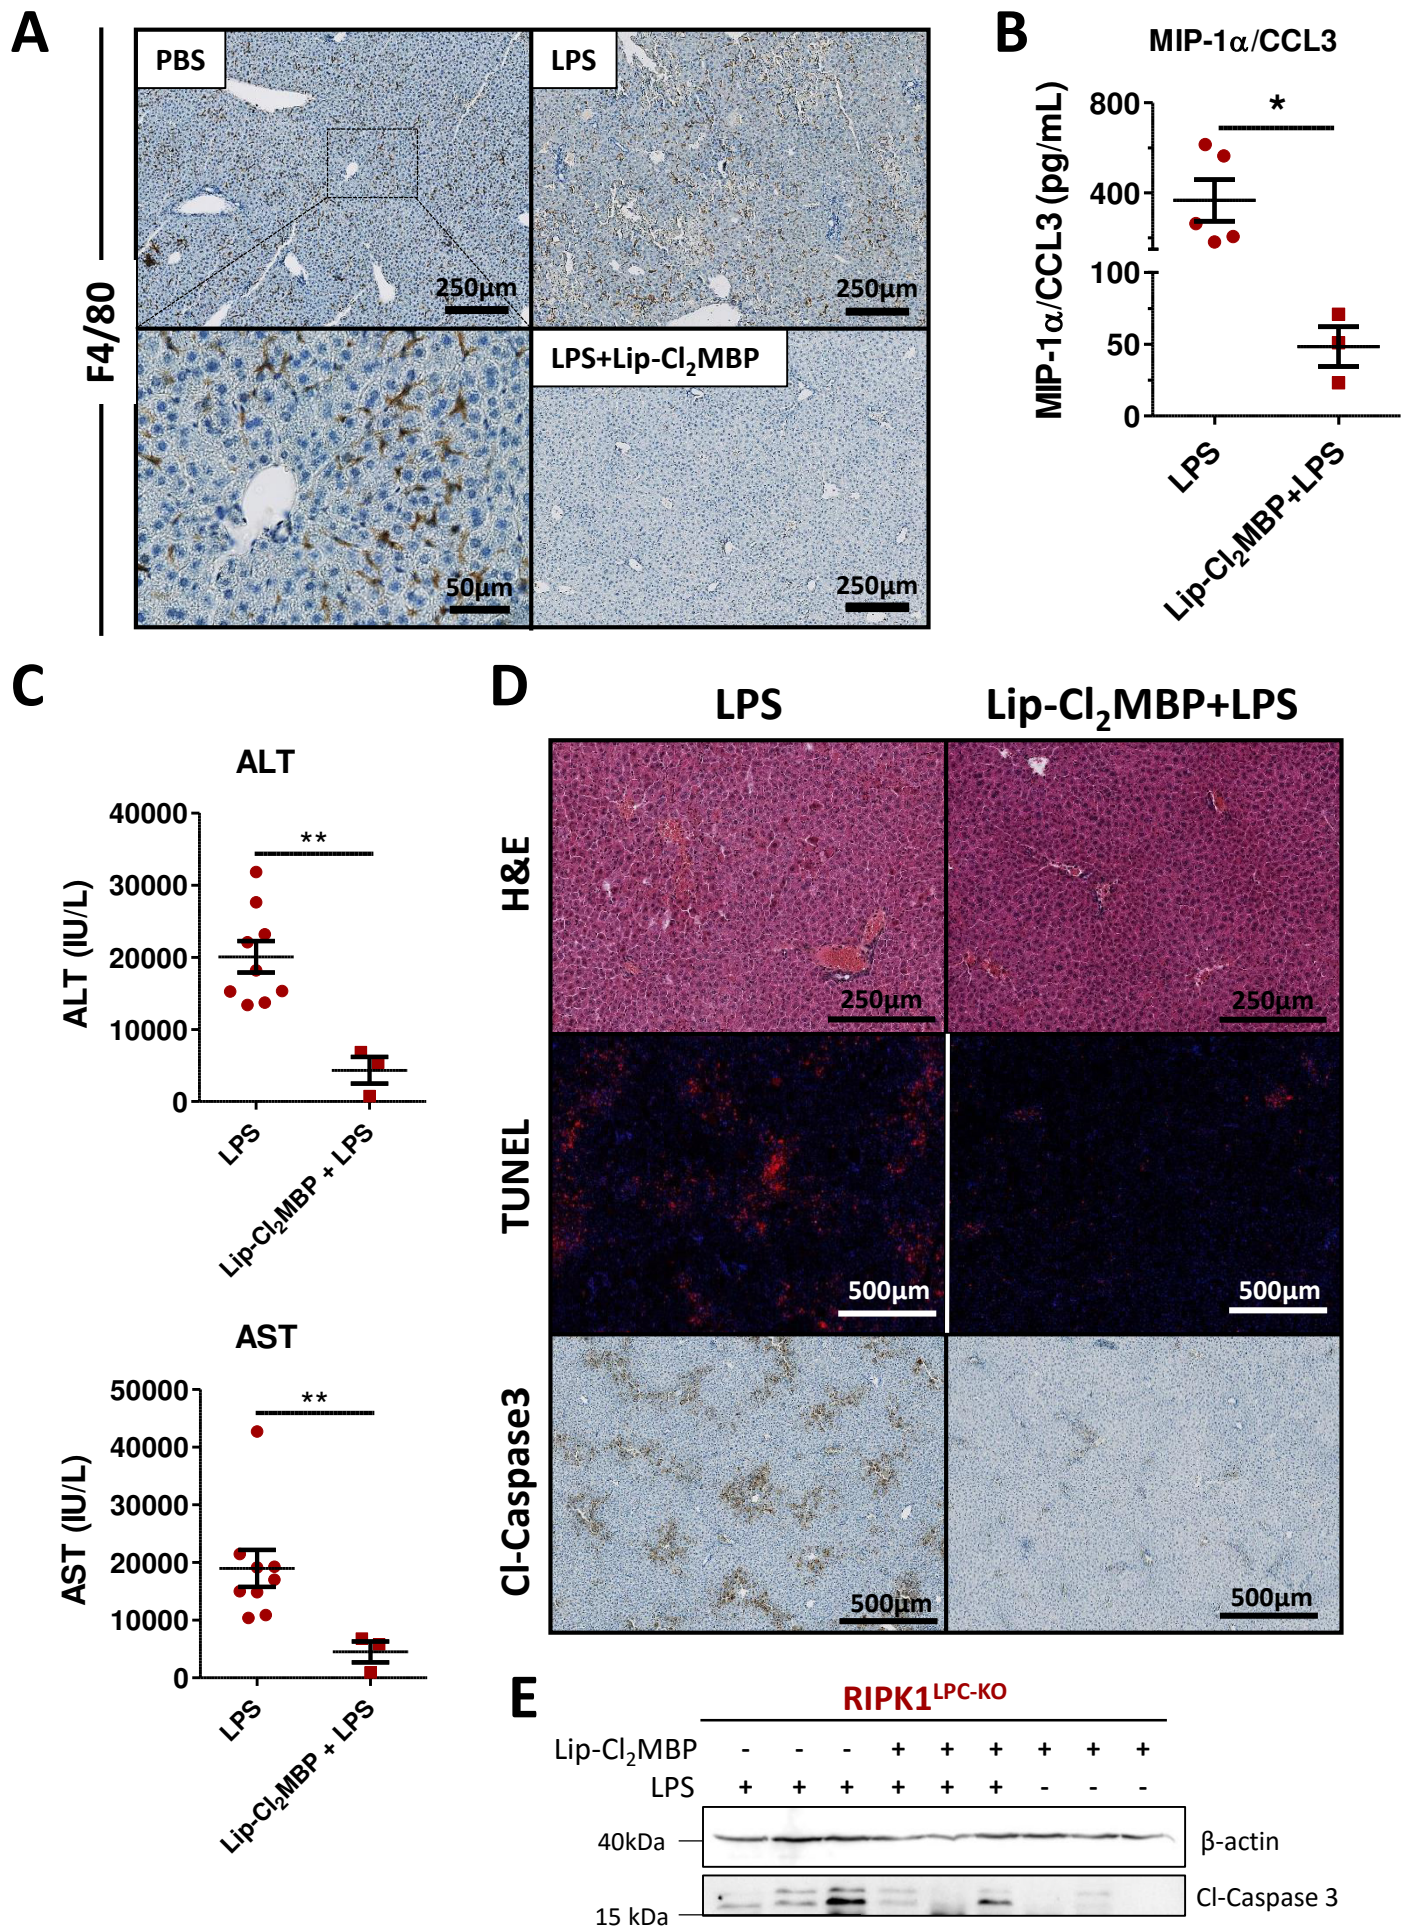 A
F4/80
PBS
250µm
LPS
250µm
50µm
LPS+Lip-Cl₂MBP
250µm
B
MIP-1α/CCL3
MIP-1α/CCL3 (pg/mL)
800
400
100
50
0
*
LPS
Lip-Cl₂MBP+LPS
C
ALT
ALT (IU/L)
40000
30000
20000
10000
0
**
LPS
Lip-Cl₂MBP + LPS
AST
AST (IU/L)
50000
40000
30000
20000
10000
0
**
LPS
Lip-Cl₂MBP + LPS
D
LPS
Lip-Cl₂MBP+LPS
H&E
250µm
250µm
TUNEL
500µm
500µm
Cl-Caspase3
500µm
500µm
E
RIPK1^LPC-KO
Lip-Cl₂MBP - - - + + + + + +
LPS + + + + + + - - -
40kDa
β-actin
Cl-Caspase 3
15 kDa